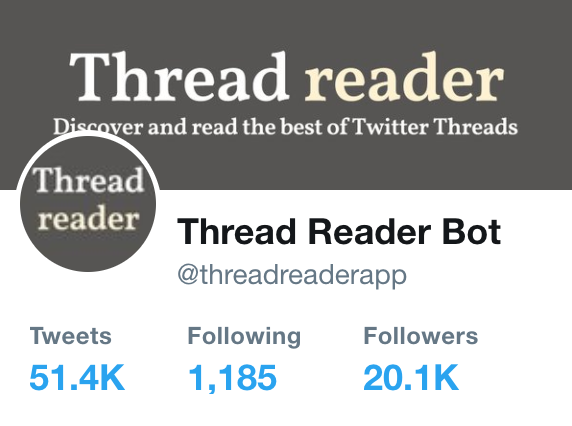 Thread reader
Discover and read the best of Twitter Threads
Thread
reader
Thread Reader Bot
@threadreaderapp
Tweets Following Followers
51.4K 1,185 20.1K